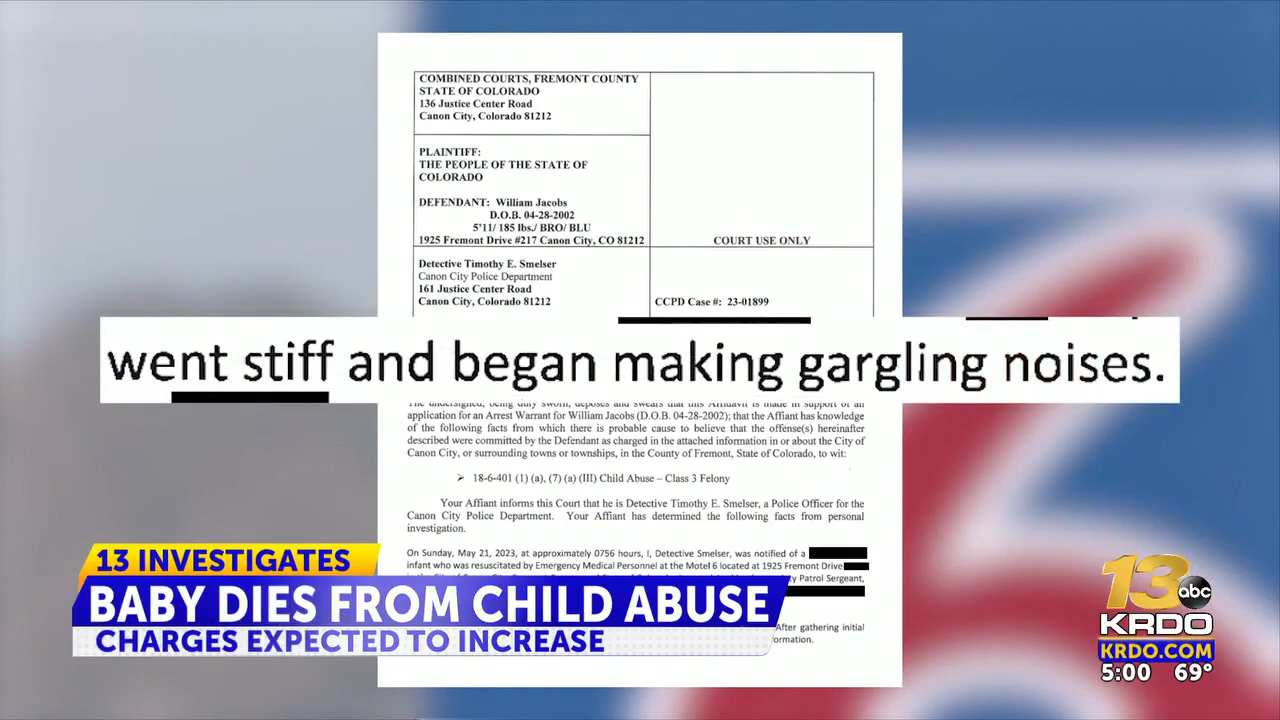 COMBINED COURTS, FREMONT COUNTY
STATE OF COLORADO
136 Justice Center Road
Canon City, Colorado 81212
PLAINTIFF:
THE PEOPLE OF THE STATE OF
COLORADO
DEFENDANT: William Jacobs
D.O.B. 04-28-2002
5'11/ 185 lbs./ BRO/ BLU
1925 Fremont Drive #217 Canon City, CO 81212
COURT USE ONLY
Detective Timothy E. Smelser
Canon City Police Department
161 Justice Center Road
Canon City, Colorado 81212
CCPD Case #: 23-01899
went stiff and began making gargling noises.
The undersigned, being duly sworn, deposes and swears that this Affidavit is made in support of an
application for an Arrest Warrant for William Jacobs (D.O.B. 04-28-2002); that the Affiant has knowledge
of the following facts from which there is probable cause to believe that the offense(s) hereinafter
described were committed by the Defendant as charged in the attached information in or about the City of
Canon City, or surrounding towns or townships, in the County of Fremont, State of Colorado, to wit:
➢ 18-6-401 (1) (a), (7) (a) (III) Child Abuse – Class 3 Felony
Your Affiant informs this Court that he is Detective Timothy E. Smelser, a Police Officer for the
Canon City Police Department. Your Affiant has determined the following facts from personal
investigation.
On Sunday, May 21, 2023, at approximately 0756 hours, I, Detective Smelser, was notified of a
infant who was resuscitated by Emergency Medical Personnel at the Motel 6 located at 1925 Fremont Drive
Patrol Sergeant,
After gathering initial
13 INVESTIGATES
BABY DIES FROM CHILD ABUSE
CHARGES EXPECTED TO INCREASE
13 abc
KRDO
KRDO.COM
5:00 69°